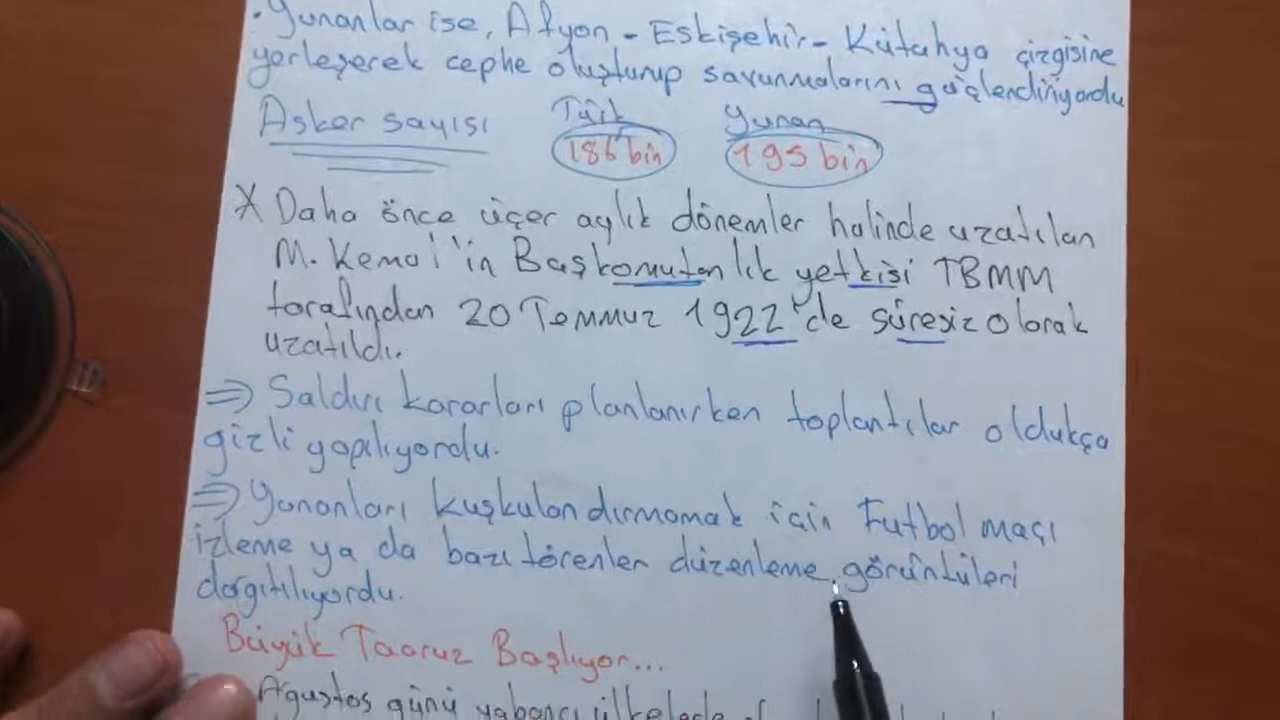 • Yunanlar ise, Afyon - Eskişehir - Kütahya çizgisine
yerleşerek cephe oluşturup savunmalarını güçlendiriyordu
Asker sayısı Türk Yunan
186 bin 195 bin
* Daha önce üçer aylık dönemler halinde uzatılan
M. Kemal'in Başkomutanlık yetkisi TBMM
tarafından 20 Temmuz 1922'de süresiz olarak
uzatıldı.
⇒ Saldırı kararları planlanırken toplantılar oldukça
gizli yapılıyordu.
⇒ Yunanları kuşkulandırmamak için Futbol maçı
izleme ya da bazı törenler düzenleme görüntüleri
dağıtılıyordu.
Büyük Taaruz Başlıyor...
Ağustos günü yabancı ülkelerde